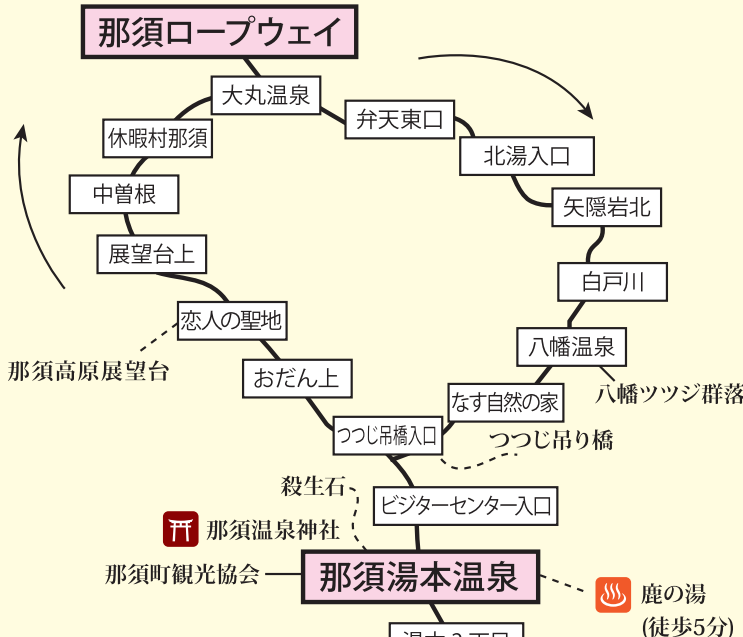 那須ロープウェイ
大丸温泉
弁天東口
休暇村那須
北湯入口
中曽根
矢隠岩北
展望台上
白戸川
恋人の聖地
八幡温泉
那須高原展望台
おだん上
なす自然の家
八幡ツツジ群落
つつじ吊橋入口
つつじ吊り橋
殺生石
ビジターセンター入口
那須温泉神社
那須町観光協会
那須湯本温泉
鹿の湯
(徒歩5分)